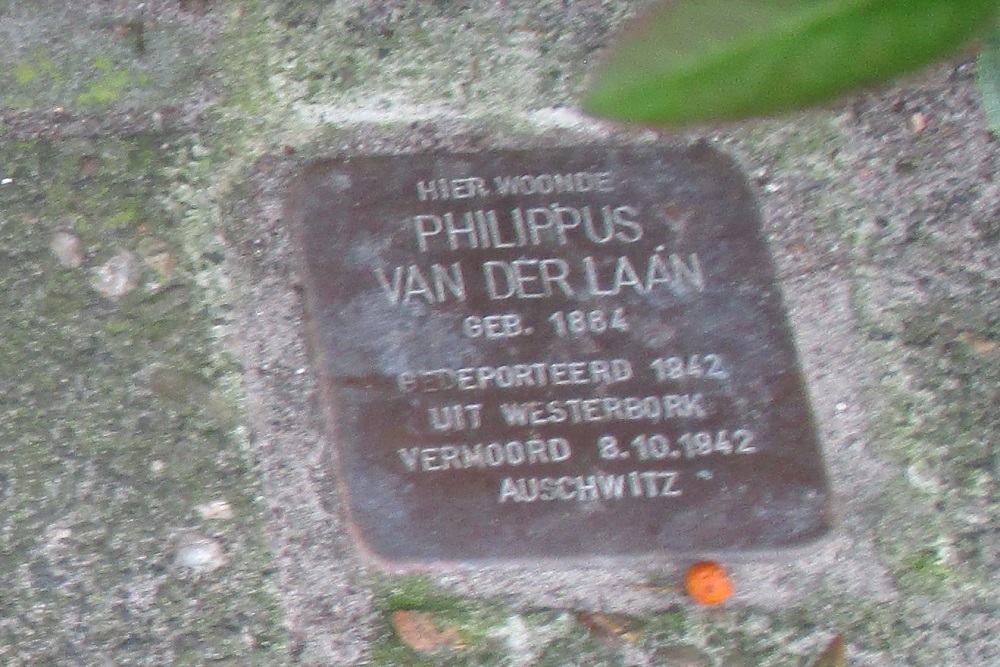 HIER WOONDE
PHILIPPUS
VAN DER LAAN
GEB. 1884
GEDEPORTEERD 1942
UIT WESTERBORK
VERMOORD 8.10.1942
AUSCHWITZ